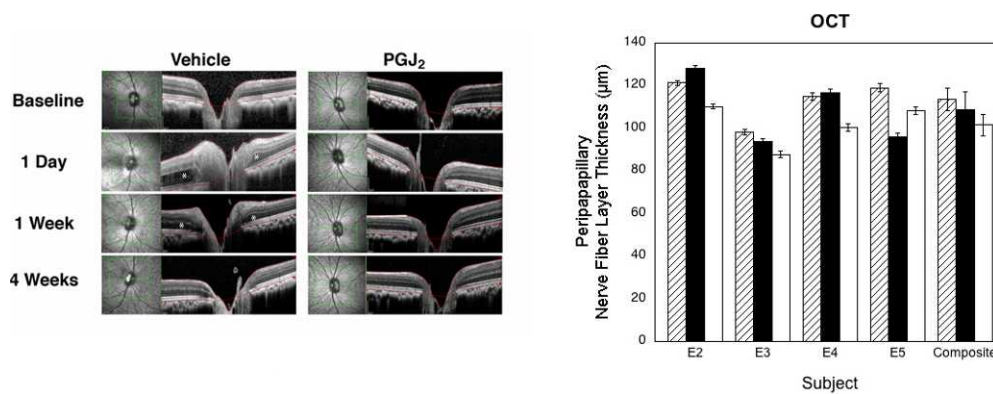 Vehicle
PGJ₂
Baseline
1 Day
*
*
1 Week
*
*
4 Weeks
OCT
Peripapapillary
Nerve Fiber Layer Thickness (µm)
140
120
100
80
60
40
20
0
E2 E3 E4 E5 Composite
Subject